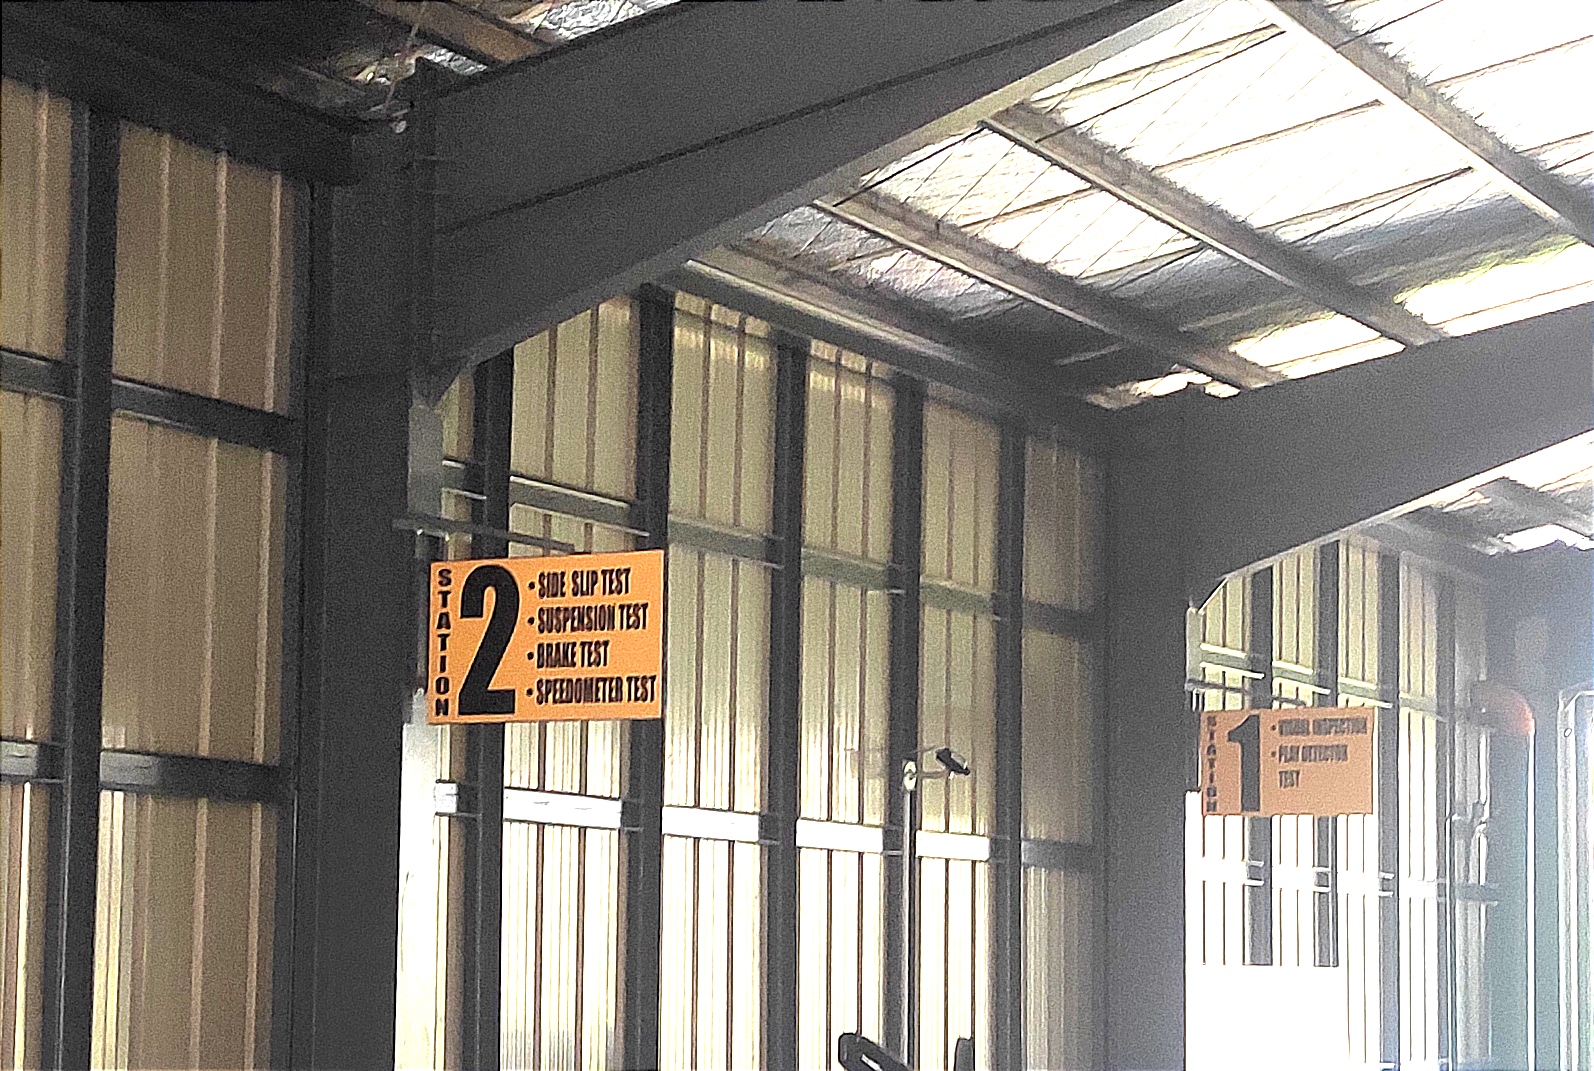 STATION
2
• SIDE SLIP TEST
• SUSPENSION TEST
• BRAKE TEST
• SPEEDOMETER TEST
STATION
1
• VISUAL INSPECTION
• PLAY DETECTOR
TEST